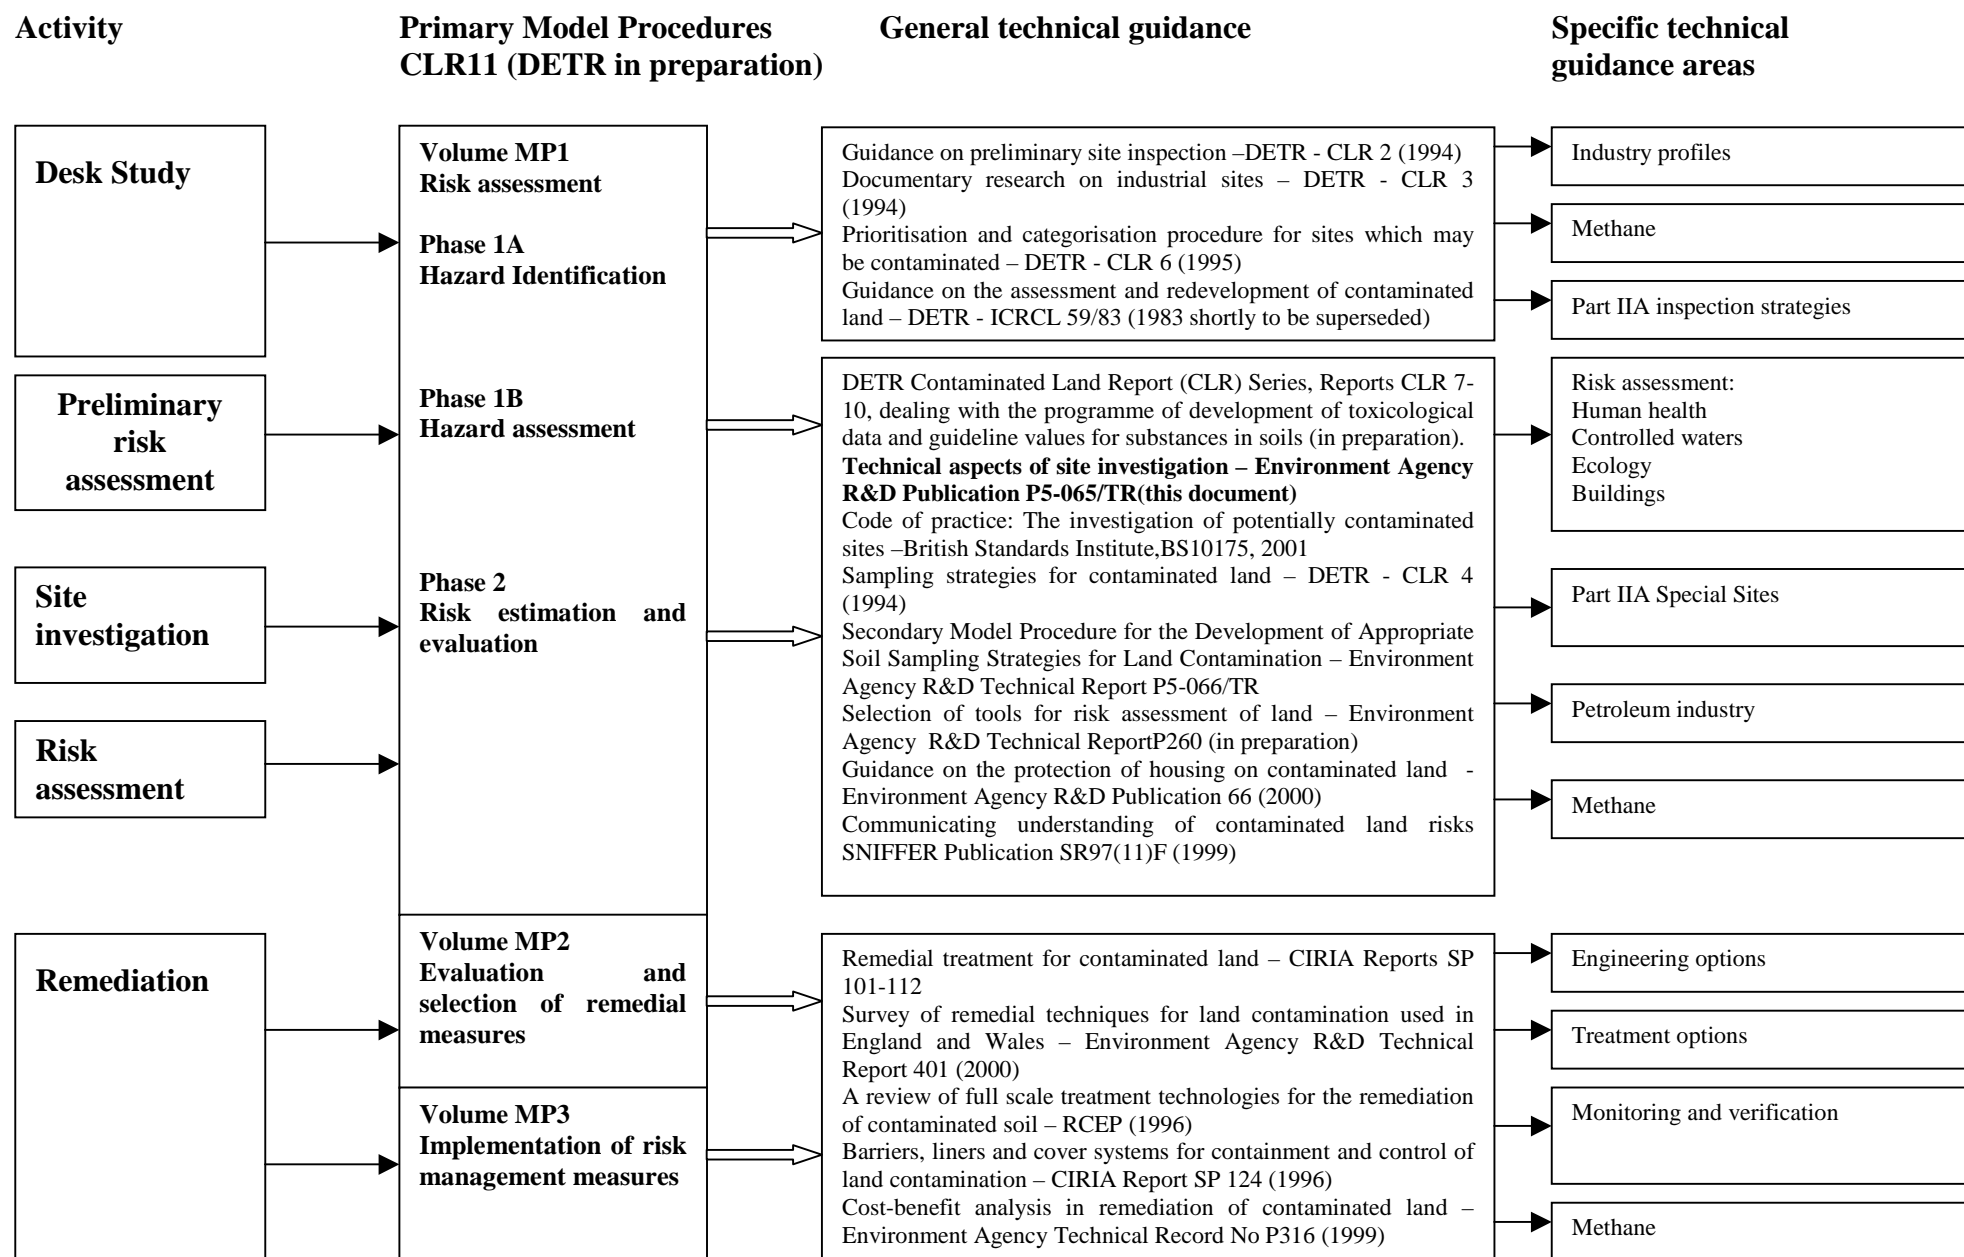 Activity
Primary Model Procedures
CLR11 (DETR in preparation)
General technical guidance
Specific technical
guidance areas
Desk Study
Volume MP1
Risk assessment
Phase 1A
Hazard Identification
Guidance on preliminary site inspection –DETR - CLR 2 (1994)
Documentary research on industrial sites – DETR - CLR 3
(1994)
Prioritisation and categorisation procedure for sites which may
be contaminated – DETR - CLR 6 (1995)
Guidance on the assessment and redevelopment of contaminated
land – DETR - ICRCL 59/83 (1983 shortly to be superseded)
Industry profiles
Methane
Part IIA inspection strategies
Preliminary
risk
assessment
Phase 1B
Hazard assessment
Site
investigation
Phase 2
Risk estimation and
evaluation
Risk
assessment
DETR Contaminated Land Report (CLR) Series, Reports CLR 7-
10, dealing with the programme of development of toxicological
data and guideline values for substances in soils (in preparation).
Technical aspects of site investigation – Environment Agency
R&D Publication P5-065/TR(this document)
Code of practice: The investigation of potentially contaminated
sites –British Standards Institute,BS10175, 2001
Sampling strategies for contaminated land – DETR - CLR 4
(1994)
Secondary Model Procedure for the Development of Appropriate
Soil Sampling Strategies for Land Contamination – Environment
Agency R&D Technical Report P5-066/TR
Selection of tools for risk assessment of land – Environment
Agency R&D Technical ReportP260 (in preparation)
Guidance on the protection of housing on contaminated land -
Environment Agency R&D Publication 66 (2000)
Communicating understanding of contaminated land risks
SNIFFER Publication SR97(11)F (1999)
Risk assessment:
Human health
Controlled waters
Ecology
Buildings
Part IIA Special Sites
Petroleum industry
Methane
Remediation
Volume MP2
Evaluation and
selection of remedial
measures
Volume MP3
Implementation of risk
management measures
Remedial treatment for contaminated land – CIRIA Reports SP
101-112
Survey of remedial techniques for land contamination used in
England and Wales – Environment Agency R&D Technical
Report 401 (2000)
A review of full scale treatment technologies for the remediation
of contaminated soil – RCEP (1996)
Barriers, liners and cover systems for containment and control of
land contamination – CIRIA Report SP 124 (1996)
Cost-benefit analysis in remediation of contaminated land –
Environment Agency Technical Record No P316 (1999)
Engineering options
Treatment options
Monitoring and verification
Methane